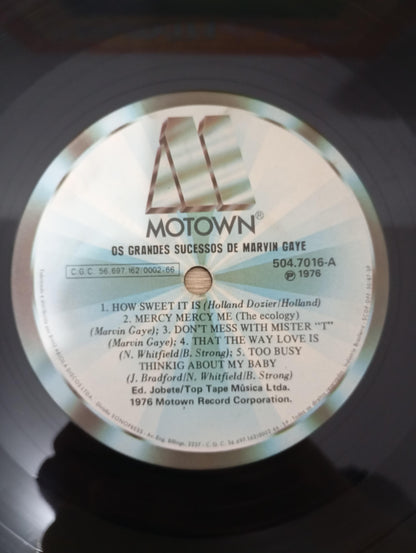 MOTOWN®
OS GRANDES SUCESSOS DE MARVIN GAYE
C.G.C. 56.697.162/0002-66
504.7016-A
℗ 1976
1. HOW SWEET IT IS (Holland Dozier/Holland)
2. MERCY MERCY ME (The ecology)
(Marvin Gaye); 3. DON'T MESS WITH MISTER "T"
(Marvin Gaye); 4. THAT THE WAY LOVE IS
(N. Whitfield/B. Strong); 5. TOO BUSY
THINKIG ABOUT MY BABY
(J. Bradford/N. Whitfield/B. Strong)
Ed. Jobete/Top Tape Música Ltda.
1976 Motown Record Corporation.